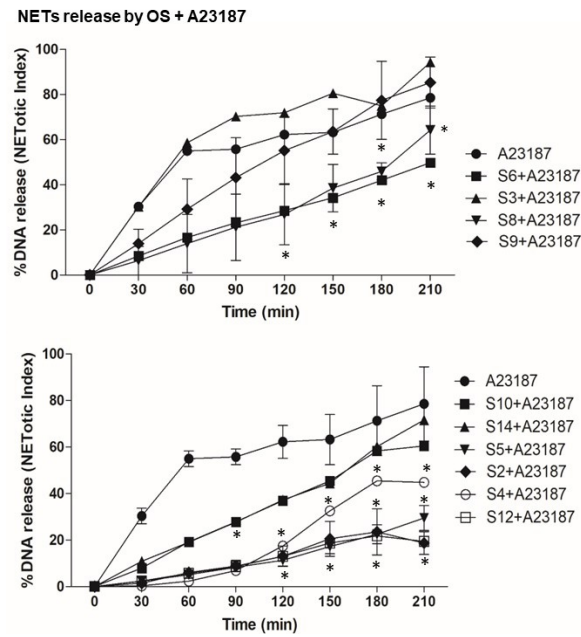 NETs release by OS + A23187
%DNA release (NETotic Index)
100
80
60
40
20
0
0 30 60 90 120 150 180 210
Time (min)
* * * * * *
A23187
S6+A23187
S3+A23187
S8+A23187
S9+A23187
%DNA release (NETotic Index)
100
80
60
40
20
0
0 30 60 90 120 150 180 210
Time (min)
* * * * * * * * * * *
A23187
S10+A23187
S14+A23187
S5+A23187
S2+A23187
S4+A23187
S12+A23187